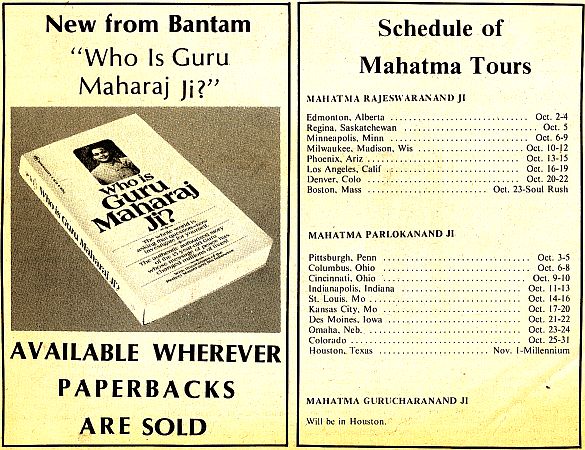 New from Bantam
"Who Is Guru
Maharaj Ji?"
Who is
Guru
Maharaj
Ji?
Who is Guru Maharaj Ji?
AVAILABLE WHEREVER
PAPERBACKS
ARE SOLD
Schedule of
Mahatma Tours
MAHATMA RAJESWARANAND JI
Edmonton, Alberta ........................ Oct. 2-4
Regina, Saskatchewan ........................ Oct. 5
Minneapolis, Minn ........................ Oct. 6-9
Milwaukee, Madison, Wis ........................ Oct. 10-12
Phoenix, Ariz ........................ Oct. 13-15
Los Angeles, Calif ........................ Oct. 16-19
Denver, Colo ........................ Oct. 20-22
Boston, Mass ........................ Oct. 23-Soul Rush
MAHATMA PARLOKANAND JI
Pittsburgh, Penn ........................ Oct. 3-5
Columbus, Ohio ........................ Oct. 6-8
Cincinnati, Ohio ........................ Oct. 9-10
Indianapolis, Indiana ........................ Oct. 11-13
St. Louis, Mo ........................ Oct. 14-16
Kansas City, Mo ........................ Oct. 17-20
Des Moines, Iowa ........................ Oct. 21-22
Omaha, Neb. ........................ Oct. 23-24
Colorado ........................ Oct. 25-31
Houston, Texas ........................ Nov. 1-Millennium
MAHATMA GURUCHARANAND JI
Will be in Houston.